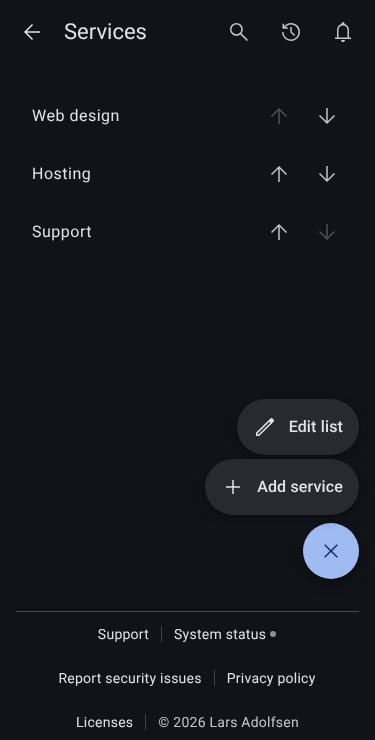 Services
Web design
Hosting
Support
Edit list
Add service
Support | System status
Report security issues | Privacy policy
Licenses | © 2026 Lars Adolfsen